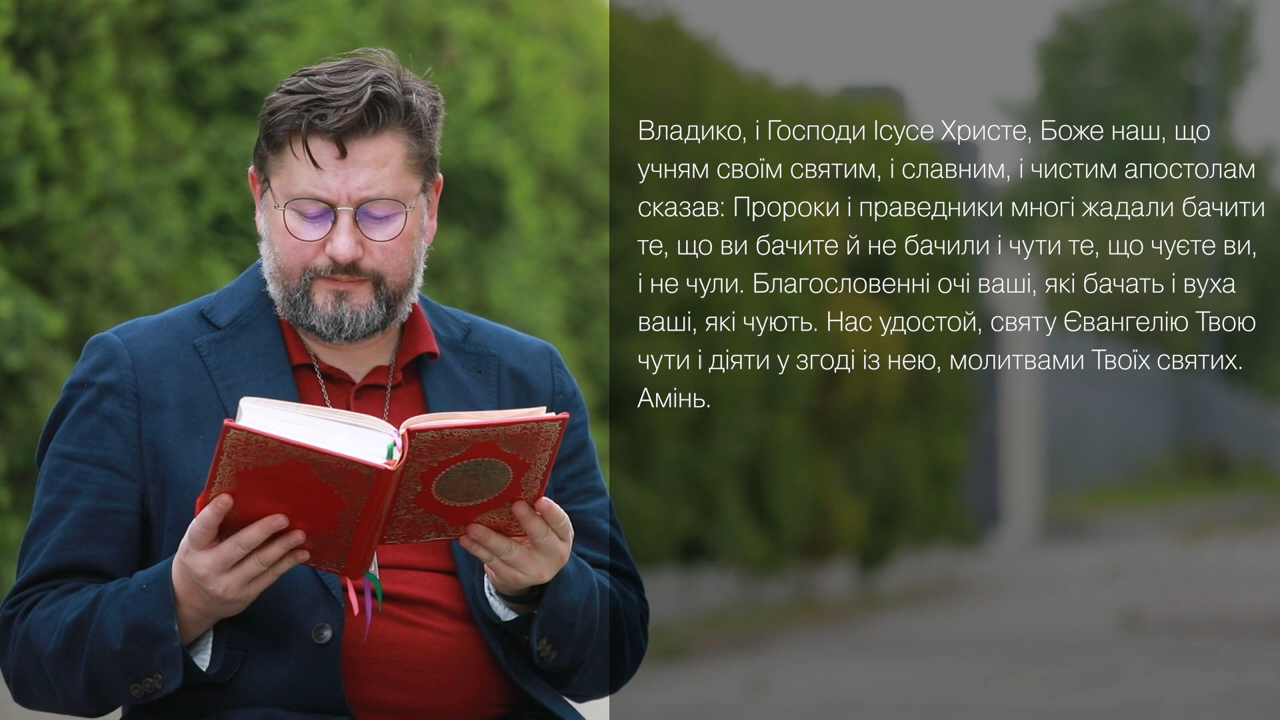 Владико, і Господи Ісусе Христе, Боже наш, що
учням своїм святим, і славним, і чистим апостолам
сказав: Пророки і праведники многі жадали бачити
те, що ви бачите й не бачили і чути те, що чуєте ви,
і не чули. Благословенні очі ваші, які бачать і вуха
ваші, які чують. Нас удостой, святу Євангелію Твою
чути і діяти у згоді із нею, молитвами Твоїх святих.
Амінь.